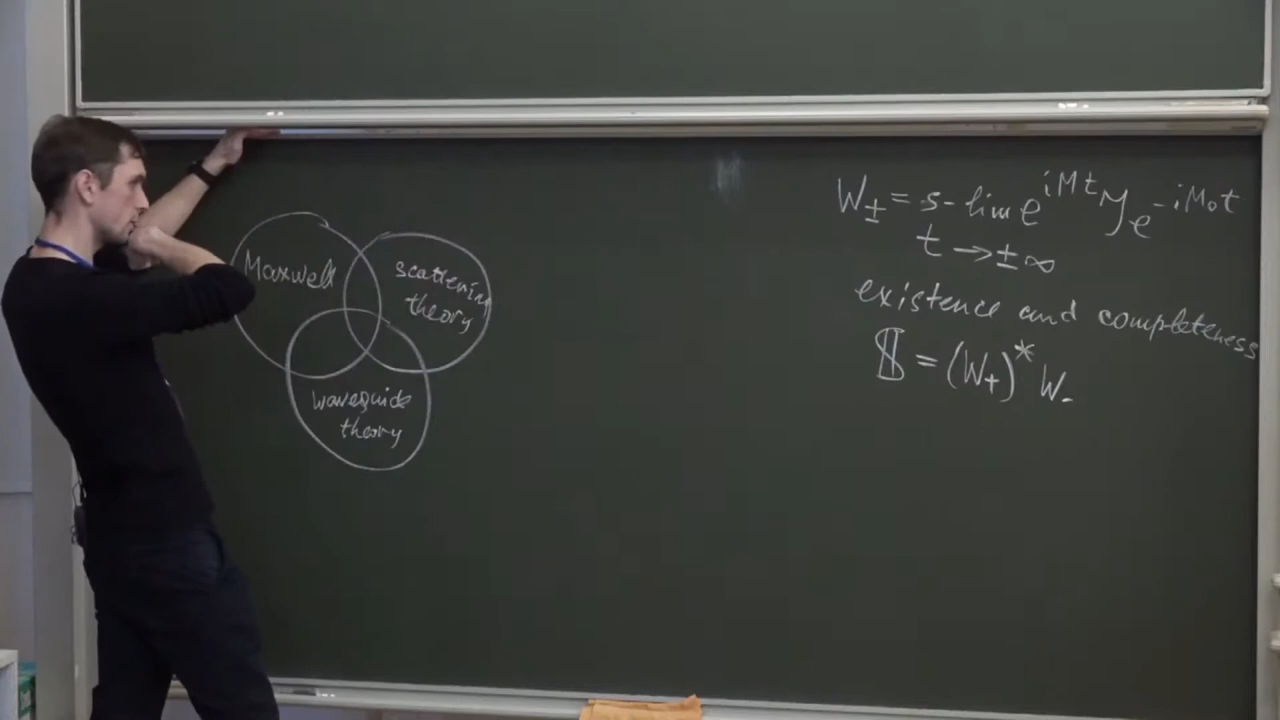 Maxwell
scattering
theory
waveguide
theory
W± = s-lim e^{iMt} J e^{-iM₀t}
t → ±∞
existence and completeness
𝕊 = (W₊)* W₋